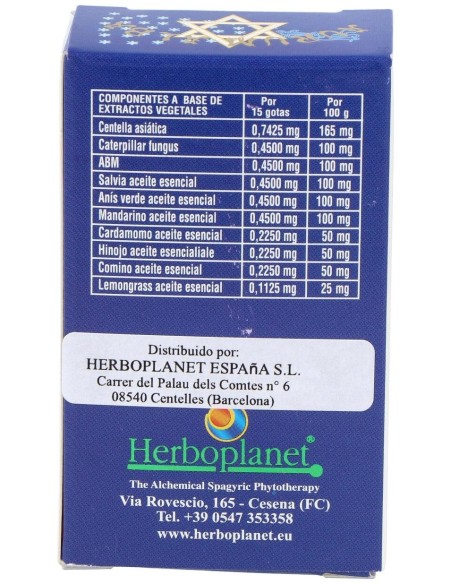 COMPONENTES A BASE DE
EXTRACTOS VEGETALES
Por
15 gotas
Por
100 g
Centella asiática 0,7425 mg 165 mg
Caterpillar fungus 0,4500 mg 100 mg
ABM 0,4500 mg 100 mg
Salvia aceite esencial 0,4500 mg 100 mg
Anís verde aceite esencial 0,4500 mg 100 mg
Mandarino aceite esencial 0,4500 mg 100 mg
Cardamomo aceite esencial 0,2250 mg 50 mg
Hinojo aceite esencialiale 0,2250 mg 50 mg
Comino aceite esencial 0,2250 mg 50 mg
Lemongrass aceite esencial 0,1125 mg 25 mg
Distribuido por:
HERBOPLANET ESPAñA S.L.
Carrer del Palau dels Comtes n° 6
08540 Centelles (Barcelona)
Herboplanet®
The Alchemical Spagyric Phytotherapy
Via Rovescio, 165 - Cesena (FC)
Tel. +39 0547 353358
www.herboplanet.eu